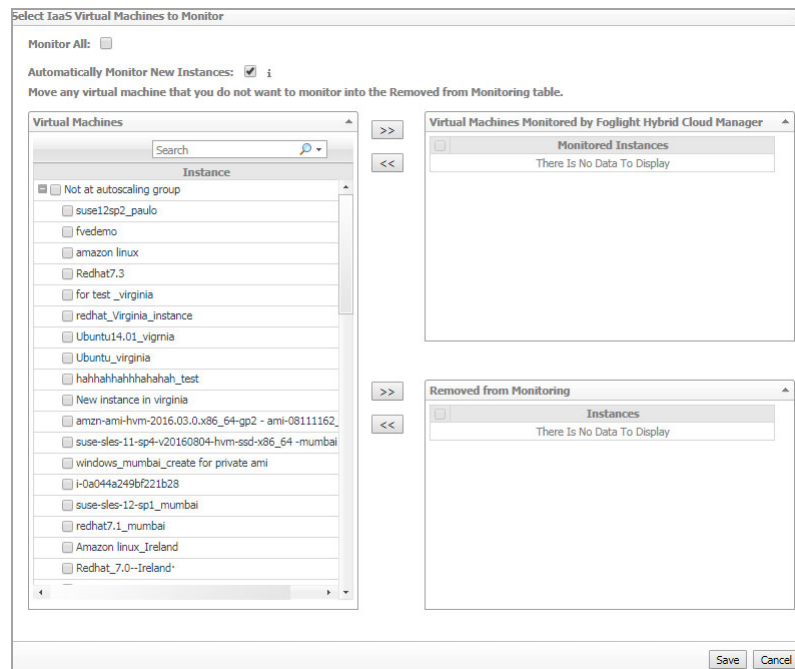 Select IaaS Virtual Machines to Monitor
Monitor All:
Automatically Monitor New Instances: i
Move any virtual machine that you do not want to monitor into the Removed from Monitoring table.
Virtual Machines
Search
Instance
Not at autoscaling group
suse12sp2_paulo
fvedemo
amazon linux
Redhat7.3
for test _virginia
redhat_Virginia_instance
Ubuntu14.01_vigrnia
Ubuntu_virginia
hahhahhahhhahahah_test
New instance in virginia
amzn-ami-hvm-2016.03.0.x86_64-gp2 - ami-08111162_
suse-sles-11-sp4-v20160804-hvm-ssd-x86_64 -mumbai
windows_mumbai_create for private ami
i-0a044a249bf221b28
suse-sles-12-sp1_mumbai
redhat7.1_mumbai
Amazon linux_Ireland
Redhat_7.0--Ireland-
>>
<<
Virtual Machines Monitored by Foglight Hybrid Cloud Manager
Monitored Instances
There Is No Data To Display
>>
<<
Removed from Monitoring
Instances
There Is No Data To Display
Save
Cancel